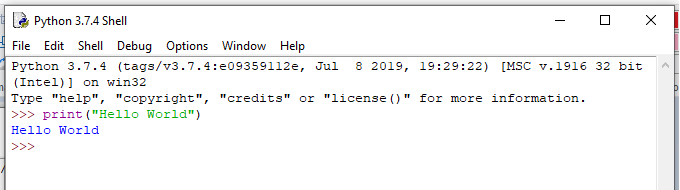 Python 3.7.4 Shell
File Edit Shell Debug Options Window Help
Python 3.7.4 (tags/v3.7.4:e09359112e, Jul  8 2019, 19:29:22) [MSC v.1916 32 bit
(Intel)] on win32
Type "help", "copyright", "credits" or "license()" for more information.
>>> print("Hello World")
Hello World
>>>